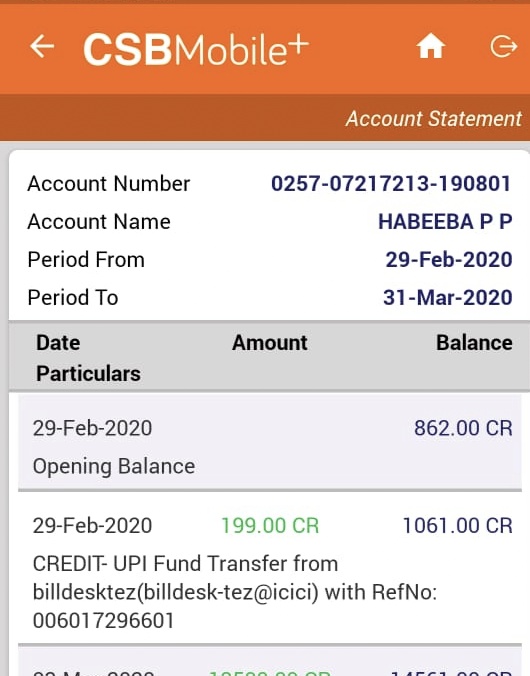 CSBMobile+
Account Statement
Account Number 0257-07217213-190801
Account Name HABEEBA P P
Period From 29-Feb-2020
Period To 31-Mar-2020
Date Amount Balance
Particulars
29-Feb-2020 862.00 CR
Opening Balance
29-Feb-2020 199.00 CR 1061.00 CR
CREDIT- UPI Fund Transfer from
billdesktez(billdesk-tez@icici) with RefNo:
006017296601